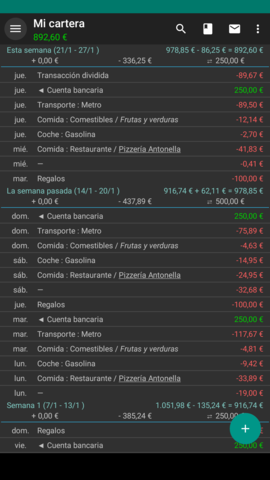 Mi cartera
892,60 €
Esta semana (21/1 - 27/1 ) 978,85 € - 86,25 € = 892,60 €
+ 0,00 € - 336,25 € ⇄ 250,00 €
jue. Transacción dividida -89,67 €
jue. ◄ Cuenta bancaria 250,00 €
jue. Transporte : Metro -89,50 €
jue. Comida : Comestibles / Frutas y verduras -12,14 €
jue. Coche : Gasolina -2,70 €
mié. Comida : Restaurante / Pizzería Antonella -41,83 €
mié. — -0,41 €
mar. Regalos -100,00 €
La semana pasada (14/1 - 20/1 ) 916,74 € + 62,11 € = 978,85 €
+ 0,00 € - 437,89 € ⇄ 500,00 €
dom. ◄ Cuenta bancaria 250,00 €
dom. Transporte : Metro -75,89 €
dom. Comida : Comestibles / Frutas y verduras -4,63 €
sáb. Coche : Gasolina -14,95 €
sáb. Comida : Restaurante / Pizzería Antonella -24,95 €
sáb. — -32,68 €
jue. Regalos -100,00 €
mar. ◄ Cuenta bancaria 250,00 €
mar. Transporte : Metro -117,67 €
mar. Comida : Comestibles / Frutas y verduras -4,81 €
lun. Coche : Gasolina -9,42 €
lun. Comida : Restaurante / Pizzería Antonella -33,89 €
lun. — -19,00 €
Semana 1 (7/1 - 13/1 ) 1.051,98 € - 135,24 € = 916,74 €
+ 0,00 € - 385,24 € ⇄ 250,00 €
dom. Regalos
vie. ◄ Cuenta bancaria 250,00 €